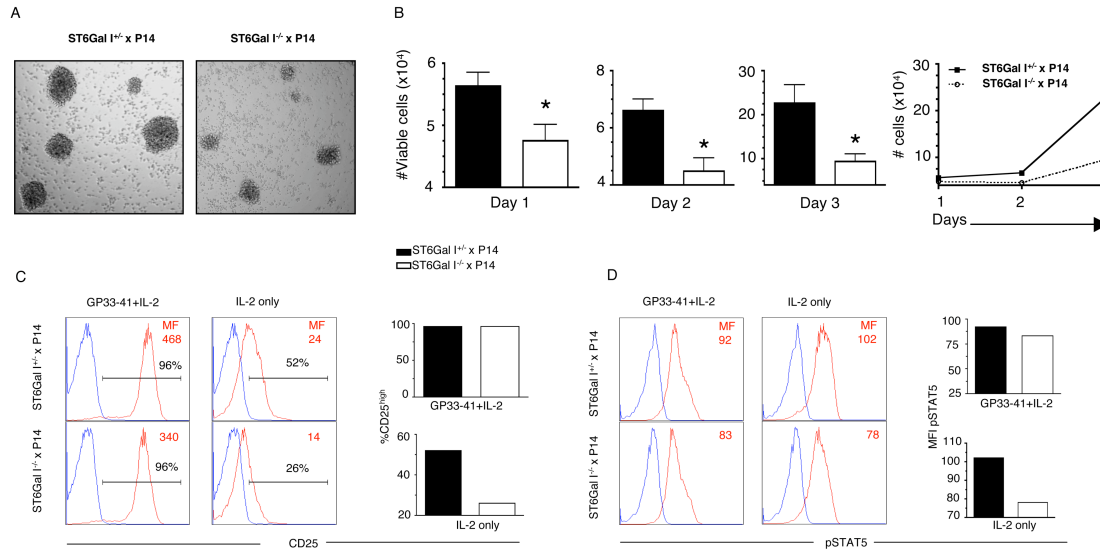 A
ST6Gal I+/- x P14
ST6Gal I-/- x P14
B
#Viable cells (x10⁴)
6
5
4
Day 1
*
8
6
4
Day 2
*
23
20
10
Day 3
*
# cells (x10⁴)
30
20
10
ST6Gal I+/- x P14
ST6Gal I-/- x P14
1
2
Days
ST6Gal I+/- x P14
ST6Gal I-/- x P14
C
GP33-41+IL-2
IL-2 only
ST6Gal I+/- x P14
MF
468
96%
MF
24
52%
ST6Gal I-/- x P14
340
96%
14
26%
CD25
%CD25high
100
50
0
GP33-41+IL-2
60
40
20
IL-2 only
D
GP33-41+IL-2
IL-2 only
ST6Gal I+/- x P14
MF
92
MF
102
ST6Gal I-/- x P14
83
78
pSTAT5
MFI pSTAT5
100
75
50
25
GP33-41+IL-2
110
100
90
80
70
IL-2 only